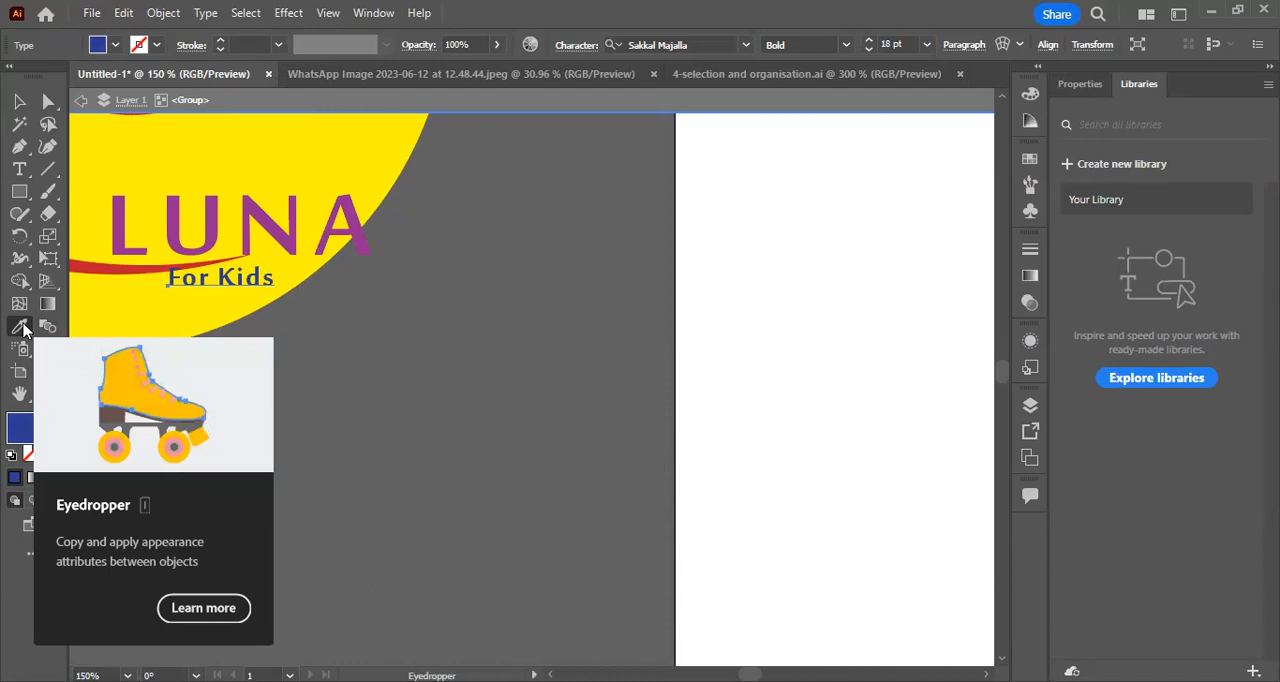 Ai File Edit Object Type Select Effect View Window Help Share
Type Stroke: Opacity: 100% Character: Sakkal Majalla Bold 18 pt Paragraph Align Transform
Untitled-1* @ 150 % (RGB/Preview) × WhatsApp Image 2023-06-12 at 12.48.44.jpeg @ 30.96 % (RGB/Preview) × 4-selection and organisation.ai @ 300 % (RGB/Preview) ×
Layer 1 <Group>
Properties Libraries
Search all libraries
Create new library
Your Library
LUNA
For Kids
Inspire and speed up your work with
ready-made libraries.
Explore libraries
Eyedropper I
Copy and apply appearance
attributes between objects
Learn more
150% 0° 1 Eyedropper